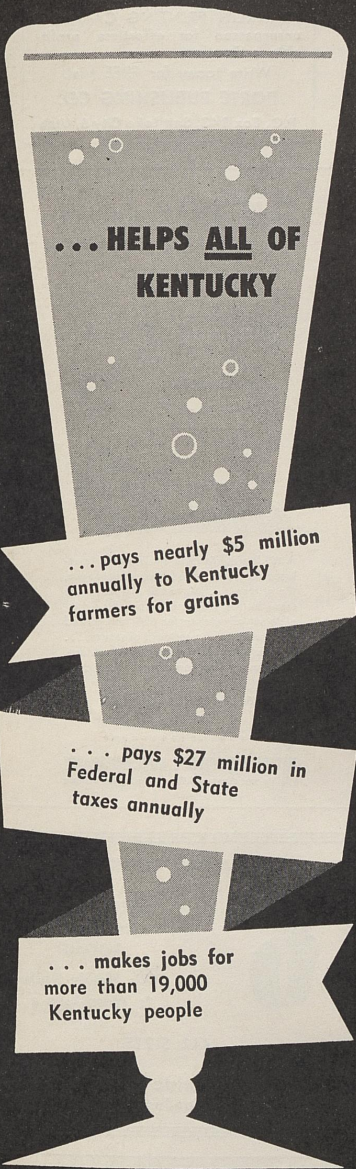 ...HELPS ALL OF
KENTUCKY
...pays nearly $5 million
annually to Kentucky
farmers for grains
. . . pays $27 million in
Federal and State
taxes annually
. . . makes jobs for
more than 19,000
Kentucky people